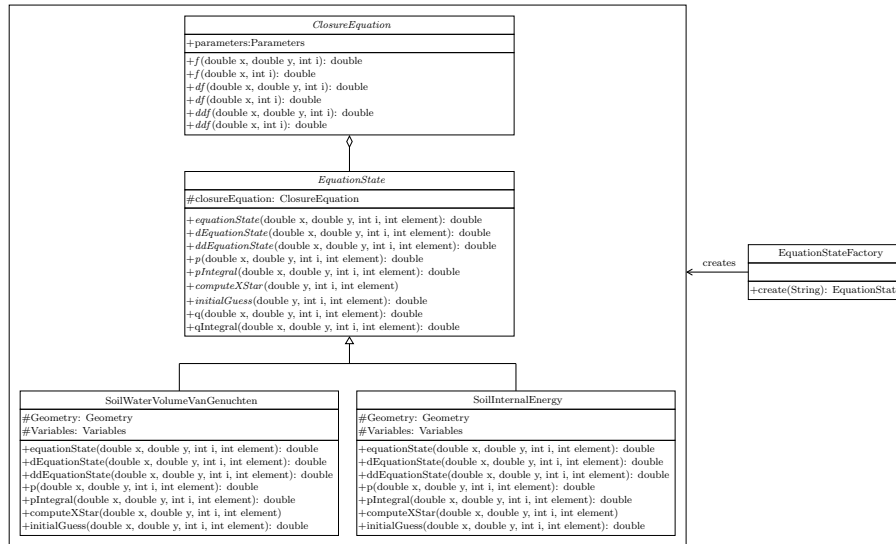 ClosureEquation
+parameters:Parameters
+f(double x, double y, int i): double
+f(double x, int i): double
+df(double x, double y, int i): double
+df(double x, int i): double
+ddf(double x, double y, int i): double
+ddf(double x, int i): double
EquationState
#closureEquation: ClosureEquation
+equationState(double x, double y, int i, int element): double
+dEquationState(double x, double y, int i, int element): double
+ddEquationState(double x, double y, int i, int element): double
+p(double x, double y, int i, int element): double
+pIntegral(double x, double y, int i, int element): double
+computeXStar(double y, int i, int element)
+initialGuess(double y, int i, int element): double
+q(double x, double y, int i, int element): double
+qIntegral(double x, double y, int i, int element): double
creates
EquationStateFactory
+create(String): EquationState
SoilWaterVolumeVanGenuchten
#Geometry: Geometry
#Variables: Variables
+equationState(double x, double y, int i, int element): double
+dEquationState(double x, double y, int i, int element): double
+ddEquationState(double x, double y, int i, int element): double
+p(double x, double y, int i, int element): double
+pIntegral(double x, double y, int i, int element): double
+computeXStar(double x, double y, int i, int element)
+initialGuess(double x, double y, int i, int element): double
SoilInternalEnergy
#Geometry: Geometry
#Variables: Variables
+equationState(double x, double y, int i, int element): double
+dEquationState(double x, double y, int i, int element): double
+ddEquationState(double x, double y, int i, int element): double
+p(double x, double y, int i, int element): double
+pIntegral(double x, double y, int i, int element): double
+computeXStar(double x, double y, int i, int element)
+initialGuess(double x, double y, int i, int element): double